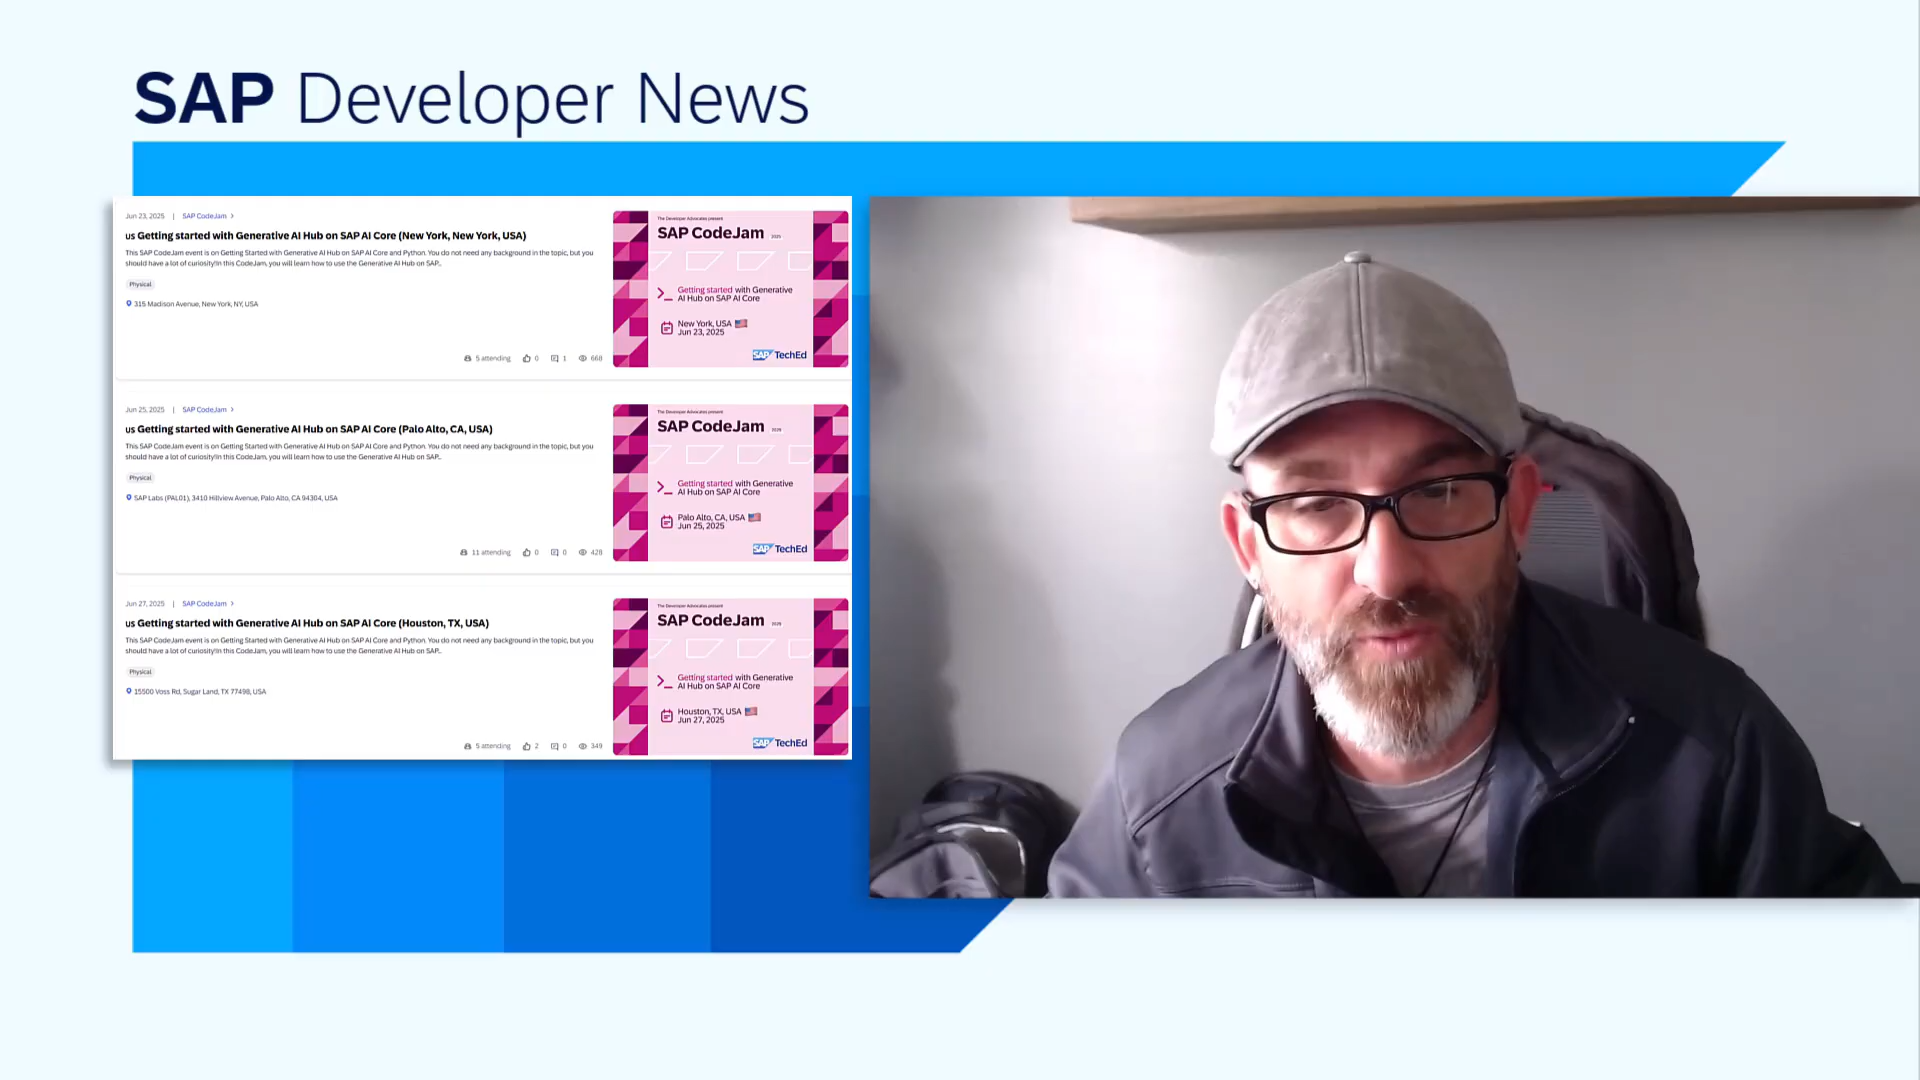 SAP Developer News
Jun 23, 2025 | SAP CodeJam >
us Getting started with Generative AI Hub on SAP AI Core (New York, New York, USA)
This SAP CodeJam event is on Getting Started with Generative AI Hub on SAP AI Core and Python. You do not need any background in the topic, but you
should have a lot of curiosity!In this CodeJam, you will learn how to use the Generative AI Hub on SAP...
Physical
315 Madison Avenue, New York, NY, USA
5 attending 0 1 668
The Developer Advocates present
SAP CodeJam 2025
Getting started with Generative
AI Hub on SAP AI Core
New York, USA
Jun 23, 2025
SAP TechEd
Jun 25, 2025 | SAP CodeJam >
us Getting started with Generative AI Hub on SAP AI Core (Palo Alto, CA, USA)
This SAP CodeJam event is on Getting Started with Generative AI Hub on SAP AI Core and Python. You do not need any background in the topic, but you
should have a lot of curiosity!In this CodeJam, you will learn how to use the Generative AI Hub on SAP...
Physical
SAP Labs (PAL01), 3410 Hillview Avenue, Palo Alto, CA 94304, USA
11 attending 0 0 428
The Developer Advocates present
SAP CodeJam
Getting started with Generative
AI Hub on SAP AI Core
Palo Alto, CA, USA
Jun 25, 2025
SAP TechEd
Jun 27, 2025 | SAP CodeJam >
us Getting started with Generative AI Hub on SAP AI Core (Houston, TX, USA)
This SAP CodeJam event is on Getting Started with Generative AI Hub on SAP AI Core and Python. You do not need any background in the topic, but you
should have a lot of curiosity!In this CodeJam, you will learn how to use the Generative AI Hub on SAP...
Physical
15500 Voss Rd, Sugar Land, TX 77498, USA
5 attending 2 0 349
The Developer Advocates present
SAP CodeJam
Getting started with Generative
AI Hub on SAP AI Core
Houston, TX, USA
Jun 27, 2025
SAP TechEd